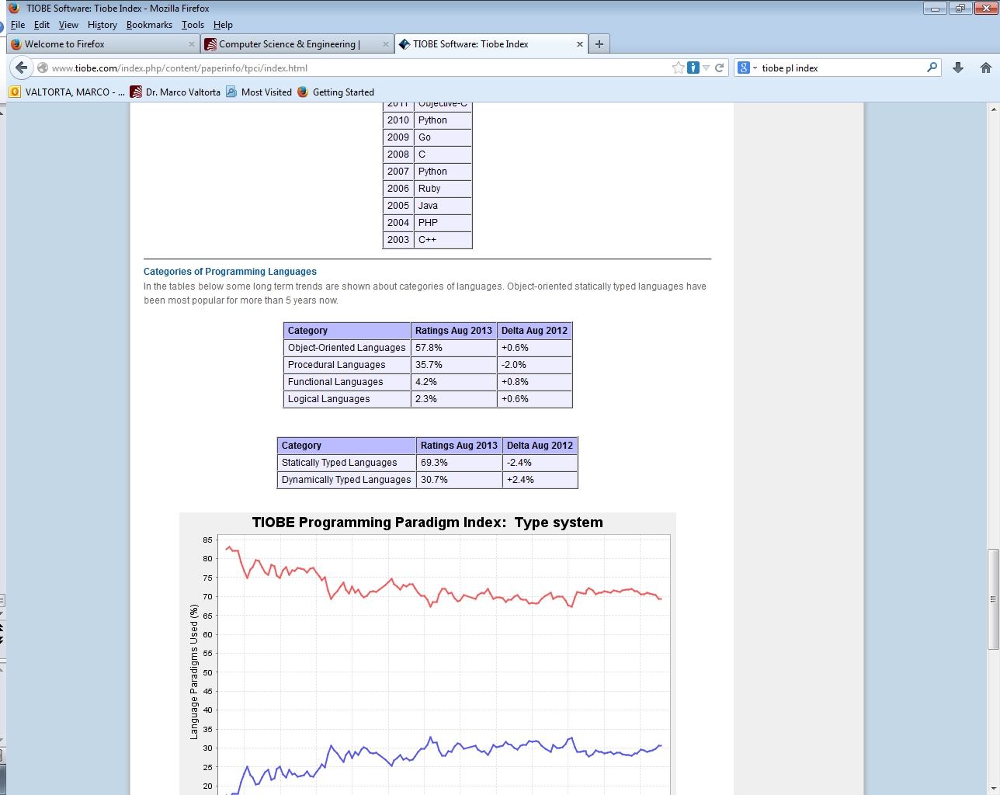 TIOBE Software: Tiobe Index - Mozilla Firefox
File Edit View History Bookmarks Tools Help
Welcome to Firefox
Computer Science & Engineering |
TIOBE Software: Tiobe Index
www.tiobe.com/index.php/content/paperinfo/tpci/index.html
tiobe pl index
VALTORTA, MARCO - ... Dr. Marco Valtorta Most Visited Getting Started
2011 Objective-C
2010 Python
2009 Go
2008 C
2007 Python
2006 Ruby
2005 Java
2004 PHP
2003 C++
Categories of Programming Languages
In the tables below some long term trends are shown about categories of languages. Object-oriented statically typed languages have
been most popular for more than 5 years now.
Category Ratings Aug 2013 Delta Aug 2012
Object-Oriented Languages 57.8% +0.6%
Procedural Languages 35.7% -2.0%
Functional Languages 4.2% +0.8%
Logical Languages 2.3% +0.6%
Category Ratings Aug 2013 Delta Aug 2012
Statically Typed Languages 69.3% -2.4%
Dynamically Typed Languages 30.7% +2.4%
TIOBE Programming Paradigm Index: Type system
Language Paradigms Used (%)
85
80
75
70
65
60
55
50
45
40
35
30
25
20